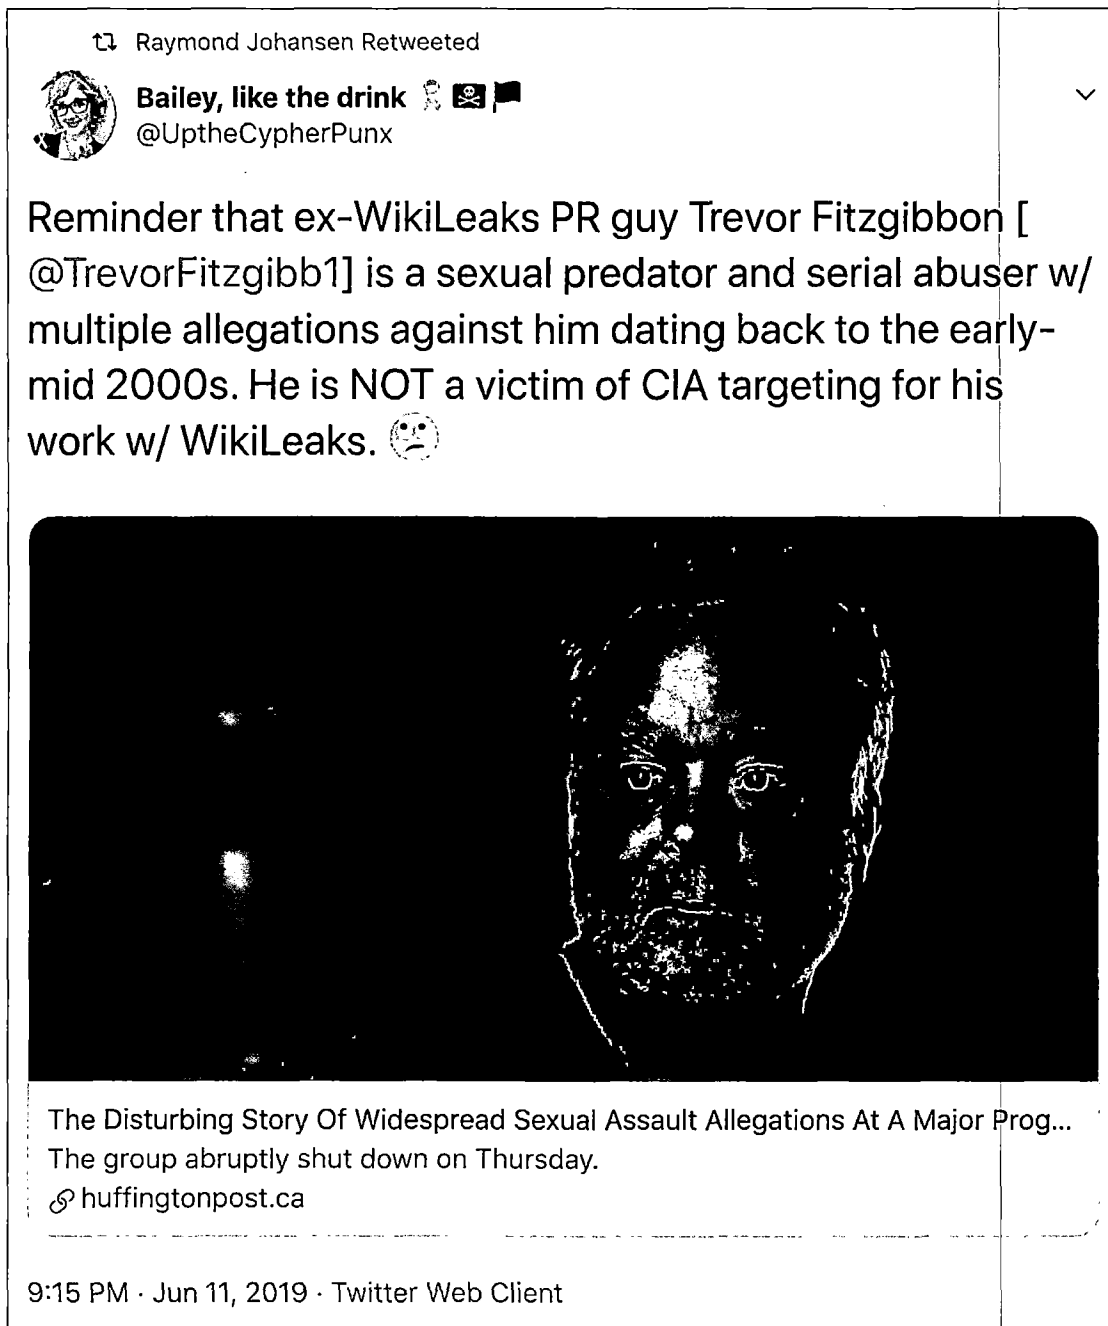 Raymond Johansen Retweeted
Bailey, like the drink
@UptheCypherPunx
Reminder that ex-WikiLeaks PR guy Trevor Fitzgibbon [
@TrevorFitzgibb1] is a sexual predator and serial abuser w/
multiple allegations against him dating back to the early-
mid 2000s. He is NOT a victim of CIA targeting for his
work w/ WikiLeaks.
The Disturbing Story Of Widespread Sexual Assault Allegations At A Major Prog...
The group abruptly shut down on Thursday.
huffingtonpost.ca
9:15 PM · Jun 11, 2019 · Twitter Web Client